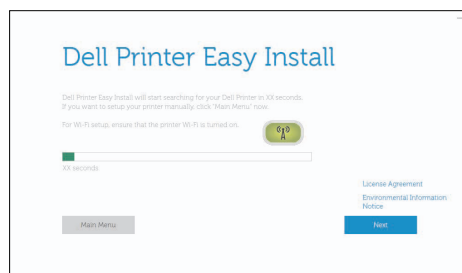 Dell Printer Easy Install
Dell Printer Easy Install will start searching for your Dell Printer in XX seconds.
If you want to setup your printer manually, click "Main Menu" now.
For Wi-Fi setup, ensure that the printer Wi-Fi is turned on.
XX seconds
License Agreement
Environmental Information
Notice
Main Menu
Next